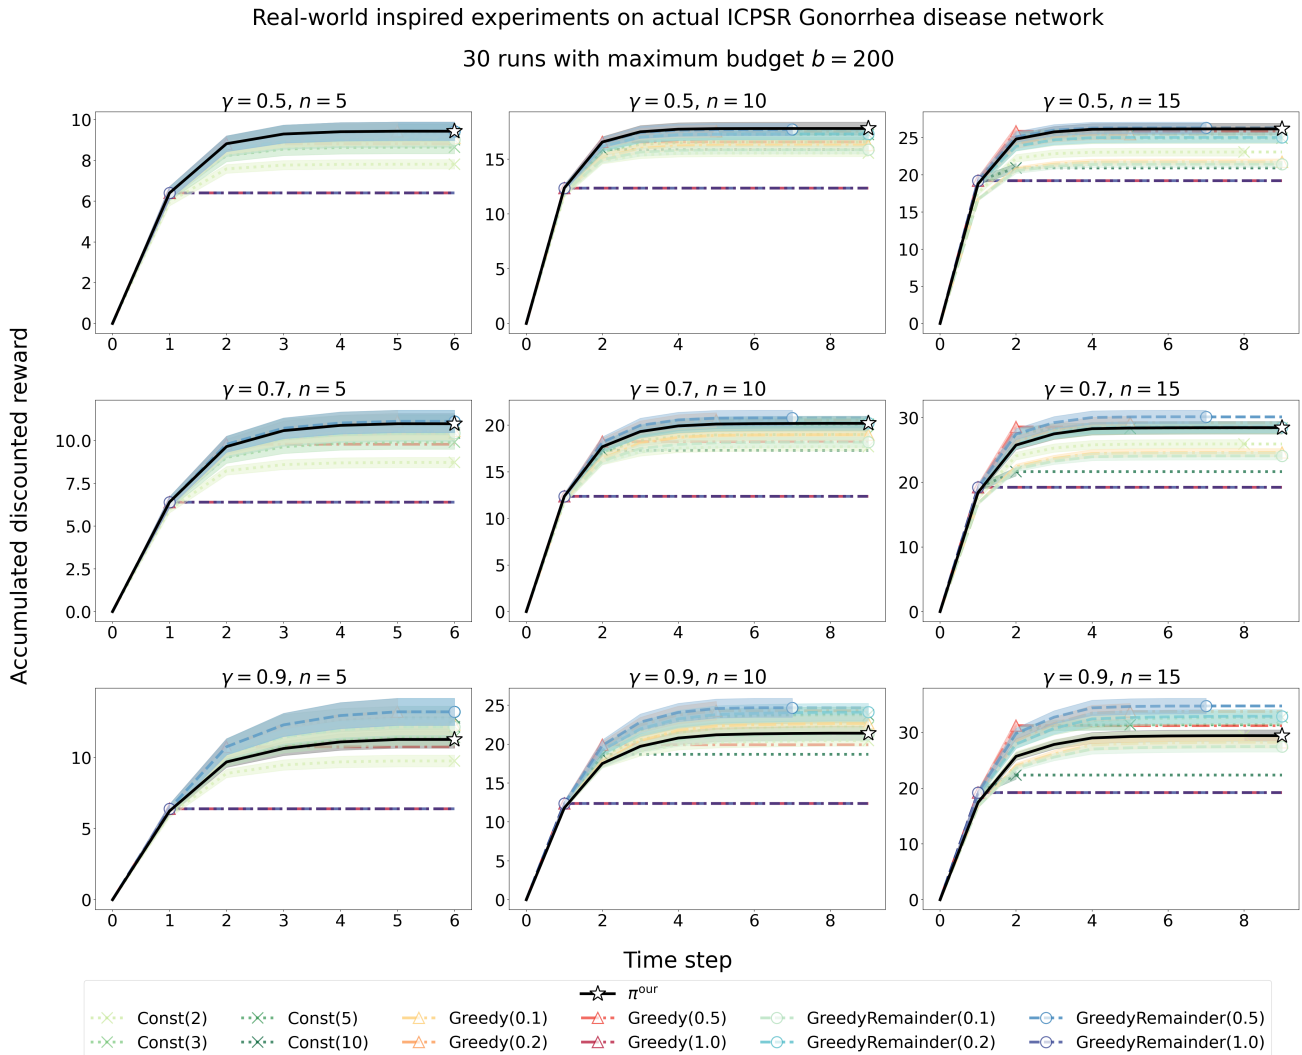 Real-world inspired experiments on actual ICPSR Gonorrhea disease network
30 runs with maximum budget b = 200
Accumulated discounted reward
γ = 0.5, n = 5
10
8
6
4
2
0
0 1 2 3 4 5 6
γ = 0.5, n = 10
15
10
5
0
0 2 4 6 8
γ = 0.5, n = 15
25
20
15
10
5
0
0 2 4 6 8
γ = 0.7, n = 5
10.0
7.5
5.0
2.5
0.0
0 1 2 3 4 5 6
γ = 0.7, n = 10
20
15
10
5
0
0 2 4 6 8
γ = 0.7, n = 15
30
20
10
0
0 2 4 6 8
γ = 0.9, n = 5
10
5
0
0 1 2 3 4 5 6
γ = 0.9, n = 10
25
20
15
10
5
0
0 2 4 6 8
γ = 0.9, n = 15
30
20
10
0
0 2 4 6 8
Time step
π^our
Const(2) Const(5) Greedy(0.1) Greedy(0.5) GreedyRemainder(0.1) GreedyRemainder(0.5)
Const(3) Const(10) Greedy(0.2) Greedy(1.0) GreedyRemainder(0.2) GreedyRemainder(1.0)